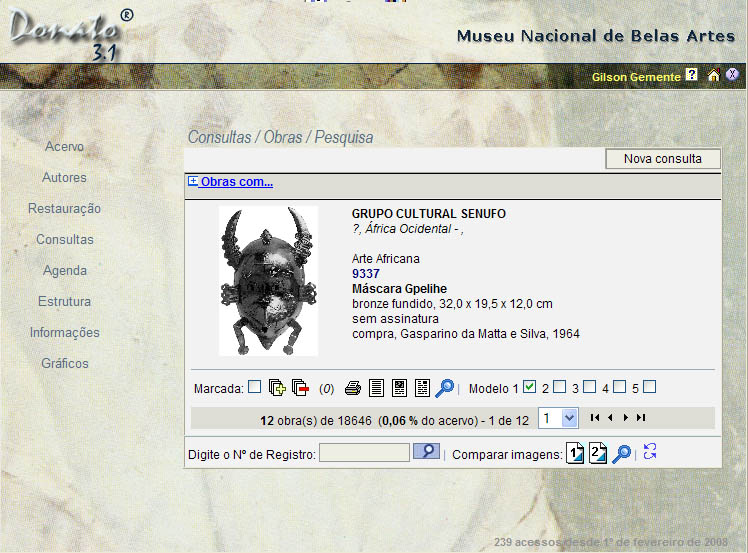 Donato ®
3.1
Museu Nacional de Belas Artes
Gilson Gemente ? X
Consultas / Obras / Pesquisa
Acervo
Autores
Restauração
Consultas
Agenda
Estrutura
Informações
Gráficos
Nova consulta
Obras com...
GRUPO CULTURAL SENUFO
?, África Ocidental - ,
Arte Africana
9337
Máscara Gpelihe
bronze fundido, 32,0 x 19,5 x 12,0 cm
sem assinatura
compra, Gasparino da Matta e Silva, 1964
Marcada: (0) | Modelo 1 2 3 4 5
12 obra(s) de 18646 (0,06 % do acervo) - 1 de 12 1
Digite o Nº de Registro: | Comparar imagens: 1 2 |
239 acessos desde 1º de fevereiro de 2008